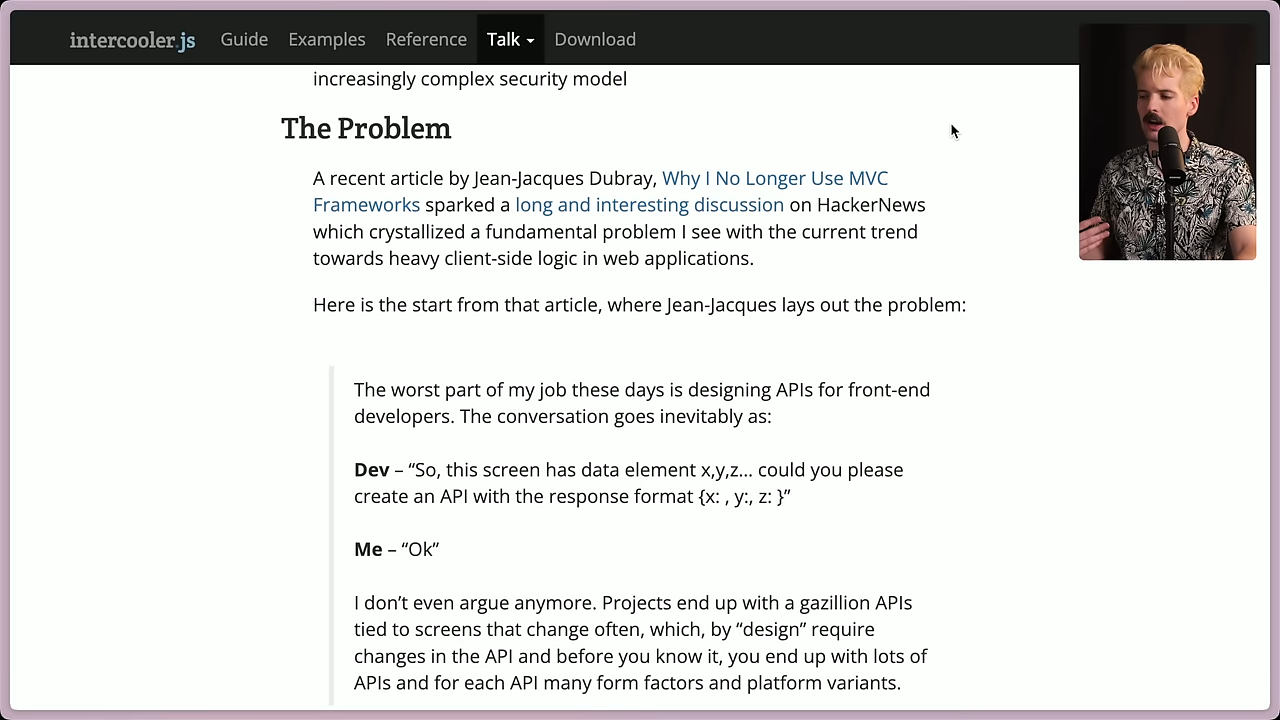 intercooler.js Guide Examples Reference Talk Download
increasingly complex security model
The Problem
A recent article by Jean-Jacques Dubray, Why I No Longer Use MVC
Frameworks sparked a long and interesting discussion on HackerNews
which crystallized a fundamental problem I see with the current trend
towards heavy client-side logic in web applications.
Here is the start from that article, where Jean-Jacques lays out the problem:
The worst part of my job these days is designing APIs for front-end
developers. The conversation goes inevitably as:
Dev – “So, this screen has data element x,y,z... could you please
create an API with the response format {x: , y:, z: }”
Me – “Ok”
I don’t even argue anymore. Projects end up with a gazillion APIs
tied to screens that change often, which, by “design” require
changes in the API and before you know it, you end up with lots of
APIs and for each API many form factors and platform variants.